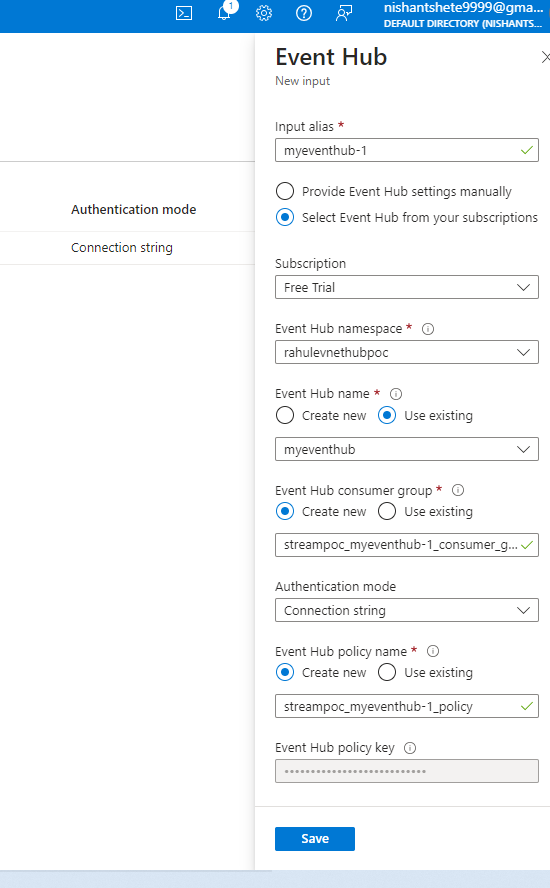 1
nishantshete9999@gma...
DEFAULT DIRECTORY (NISHANTS...
Event Hub
New input
Input alias *
myeventhub-1
Provide Event Hub settings manually
Select Event Hub from your subscriptions
Authentication mode
Connection string
Subscription
Free Trial
Event Hub namespace *
rahulevnethubpoc
Event Hub name *
Create new Use existing
myeventhub
Event Hub consumer group *
Create new Use existing
streampoc_myeventhub-1_consumer_g...
Authentication mode
Connection string
Event Hub policy name *
Create new Use existing
streampoc_myeventhub-1_policy
Event Hub policy key
Save